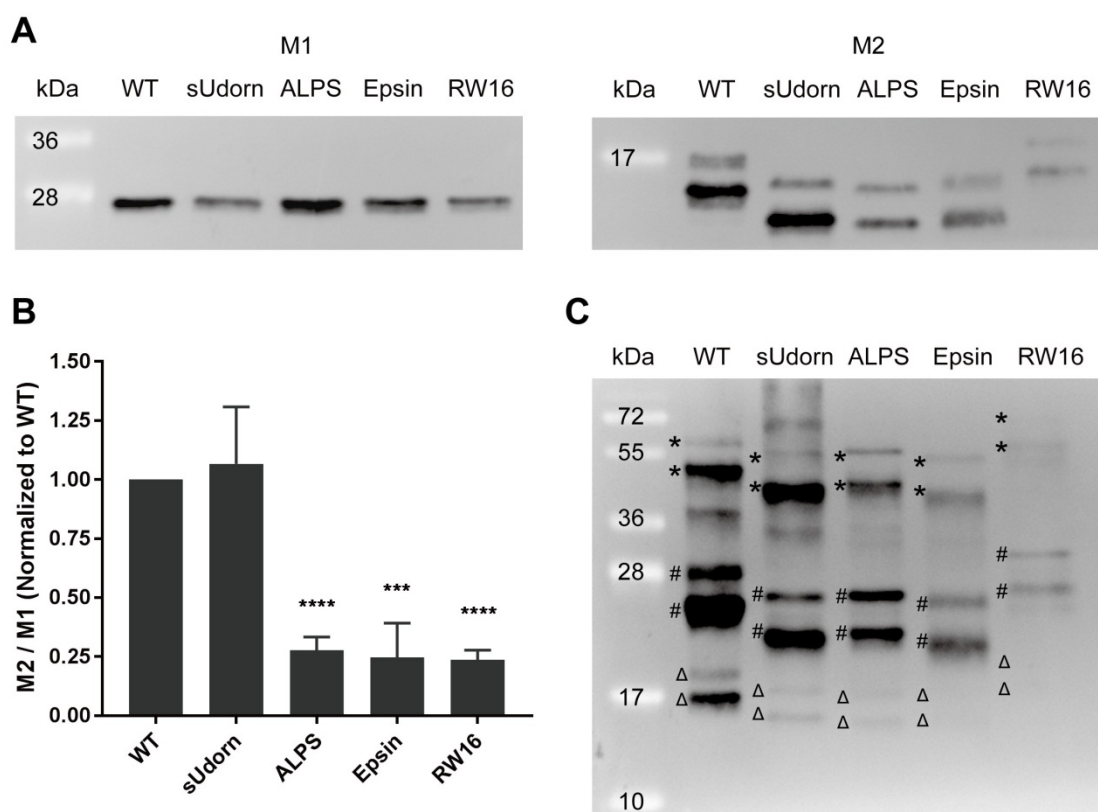 A
M1
kDa WT sUdorn ALPS Epsin RW16
36
28
M2
kDa WT sUdorn ALPS Epsin RW16
17
B
M2 / M1 (Normalized to WT)
1.50
1.25
1.00
0.75
0.50
0.25
0.00
**** *** ****
WT sUdorn ALPS Epsin RW16
C
kDa WT sUdorn ALPS Epsin RW16
72
55
36
28
17
10
* * * * *
* * * * *
# # # # #
# # # # #
Δ Δ Δ Δ Δ
Δ Δ Δ Δ Δ